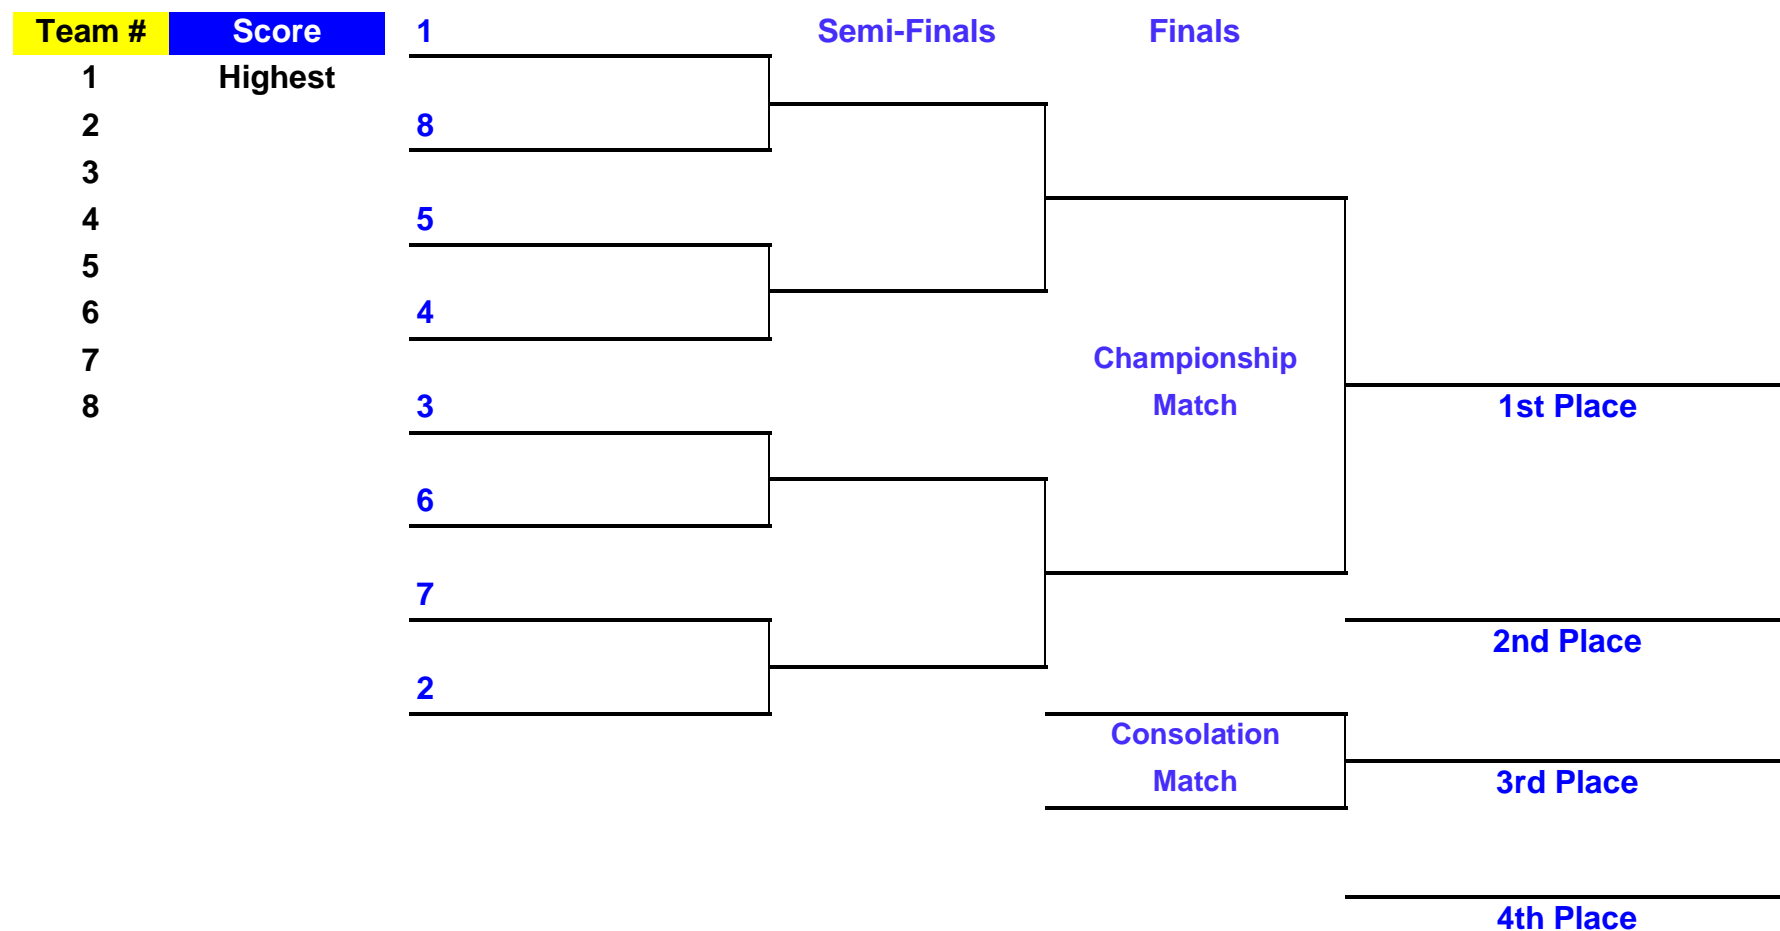 Team # Score 1 Semi-Finals Finals
1 Highest
2 8
3
4 5
5
6 4
7 Championship
8 3 Match 1st Place
6
7
2nd Place
2
Consolation
Match 3rd Place
4th Place